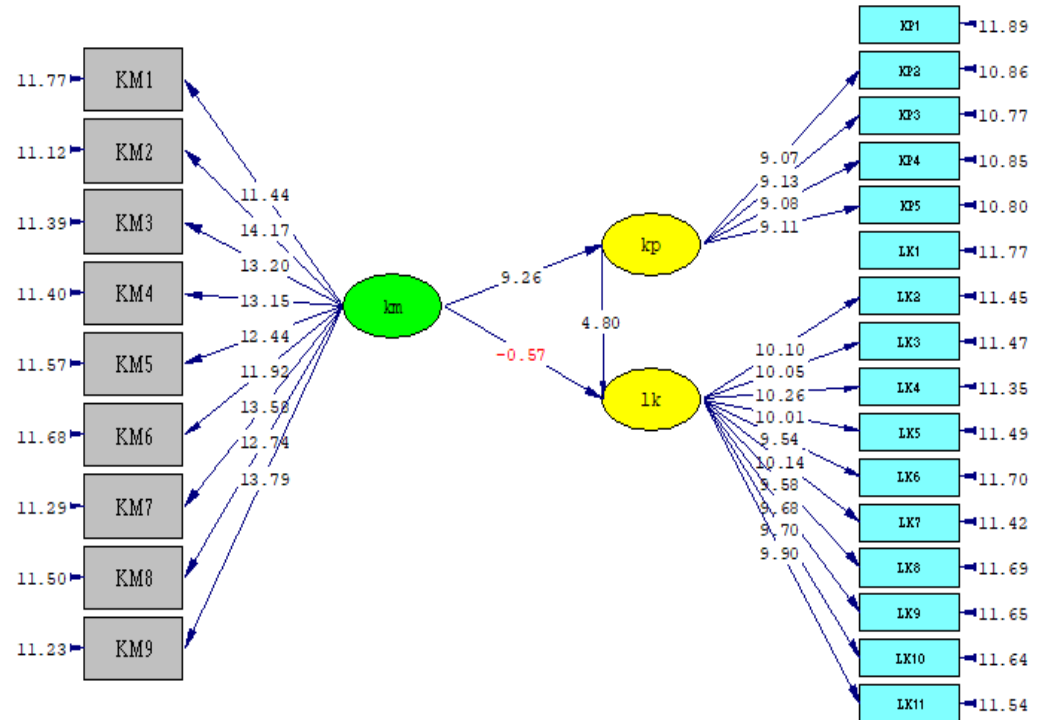 11.77 KM1
11.12 KM2
11.39 KM3
11.40 KM4
11.57 KM5
11.68 KM6
11.29 KM7
11.50 KM8
11.23 KM9
11.44
14.17
13.20
13.15
12.44
11.92
13.58
12.74
13.79
km
9.26
-0.57
kp
4.80
lk
9.07
9.13
9.08
9.11
10.10
10.05
10.26
10.01
9.54
10.14
9.58
9.68
9.70
9.90
KP1 11.89
KP2 10.86
KP3 10.77
KP4 10.85
KP5 10.80
LK1 11.77
LK2 11.45
LK3 11.47
LK4 11.35
LK5 11.49
LK6 11.70
LK7 11.42
LK8 11.69
LK9 11.65
LK10 11.64
LK11 11.54